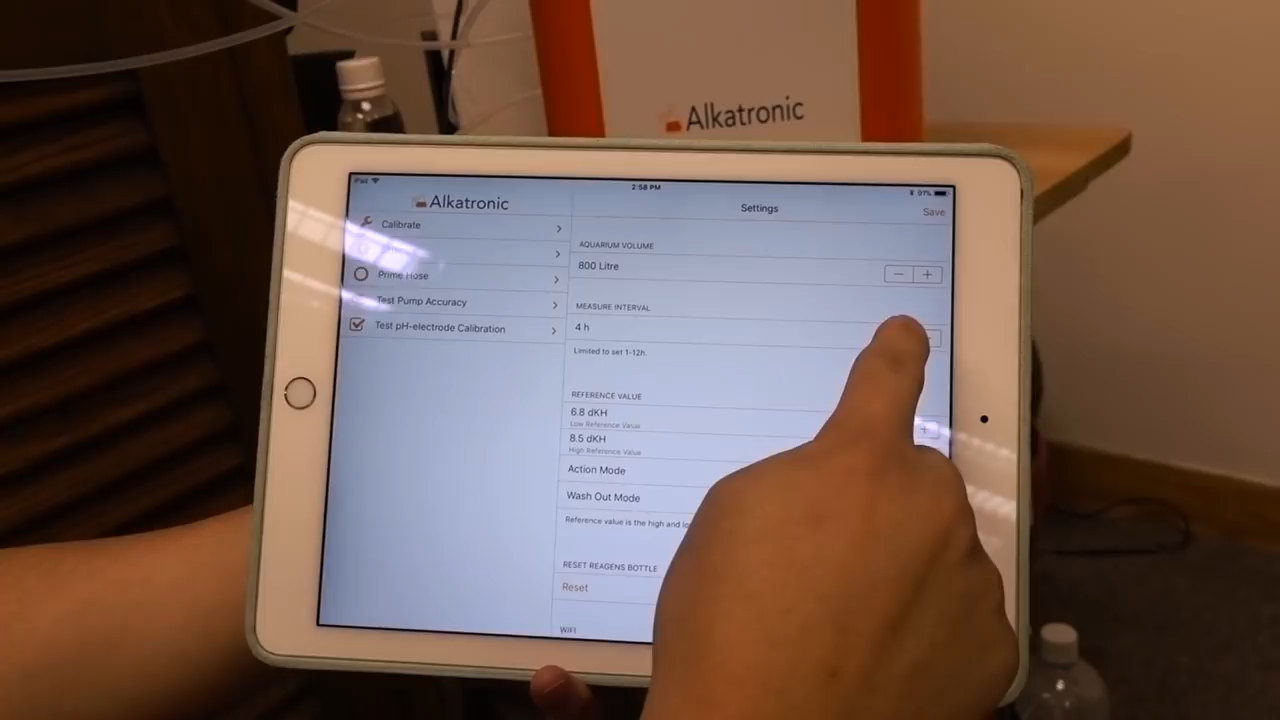 Alkatronic
iPad
2:58 PM
91%
Alkatronic
Calibrate
Prime Hose
Test Pump Accuracy
Test pH-electrode Calibration
Settings
Save
AQUARIUM VOLUME
800 Litre
− +
MEASURE INTERVAL
4 h
Limited to set 1-12h.
REFERENCE VALUE
6.8 dKH
Low Reference Value
+
8.5 dKH
High Reference Value
Action Mode
Wash Out Mode
Reference value is the high and lo
RESET REAGENS BOTTLE
Reset
WIFI